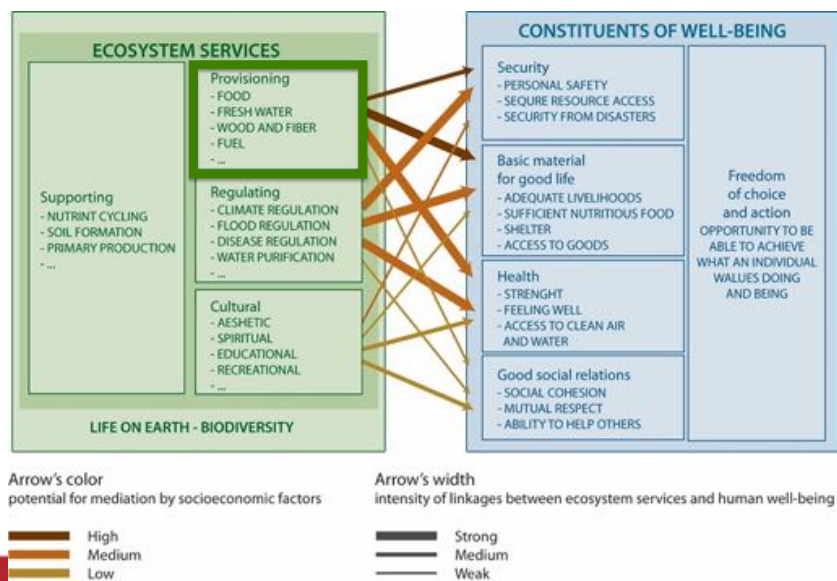 ECOSYSTEM SERVICES
Supporting
- NUTRINT CYCLING
- SOIL FORMATION
- PRIMARY PRODUCTION
- ...
Provisioning
- FOOD
- FRESH WATER
- WOOD AND FIBER
- FUEL
- ...
Regulating
- CLIMATE REGULATION
- FLOOD REGULATION
- DISEASE REGULATION
- WATER PURIFICATION
- ...
Cultural
- AESHETIC
- SPIRITUAL
- EDUCATIONAL
- RECREATIONAL
- ...
LIFE ON EARTH - BIODIVERSITY
CONSTITUENTS OF WELL-BEING
Security
- PERSONAL SAFETY
- SEQURE RESOURCE ACCESS
- SECURITY FROM DISASTERS
Basic material
for good life
- ADEQUATE LIVELIHOODS
- SUFFICIENT NUTRITIOUS FOOD
- SHELTER
- ACCESS TO GOODS
Health
- STRENGHT
- FEELING WELL
- ACCESS TO CLEAN AIR
AND WATER
Good social relations
- SOCIAL COHESION
- MUTUAL RESPECT
- ABILITY TO HELP OTHERS
Freedom
of choice
and action
OPPORTUNITY TO BE
ABLE TO ACHIEVE
WHAT AN INDIVIDUAL
WALUES DOING
AND BEING
Arrow's color
potential for mediation by socioeconomic factors
High
Medium
Low
Arrow's width
intensity of linkages between ecosystem services and human well-being
Strong
Medium
Weak